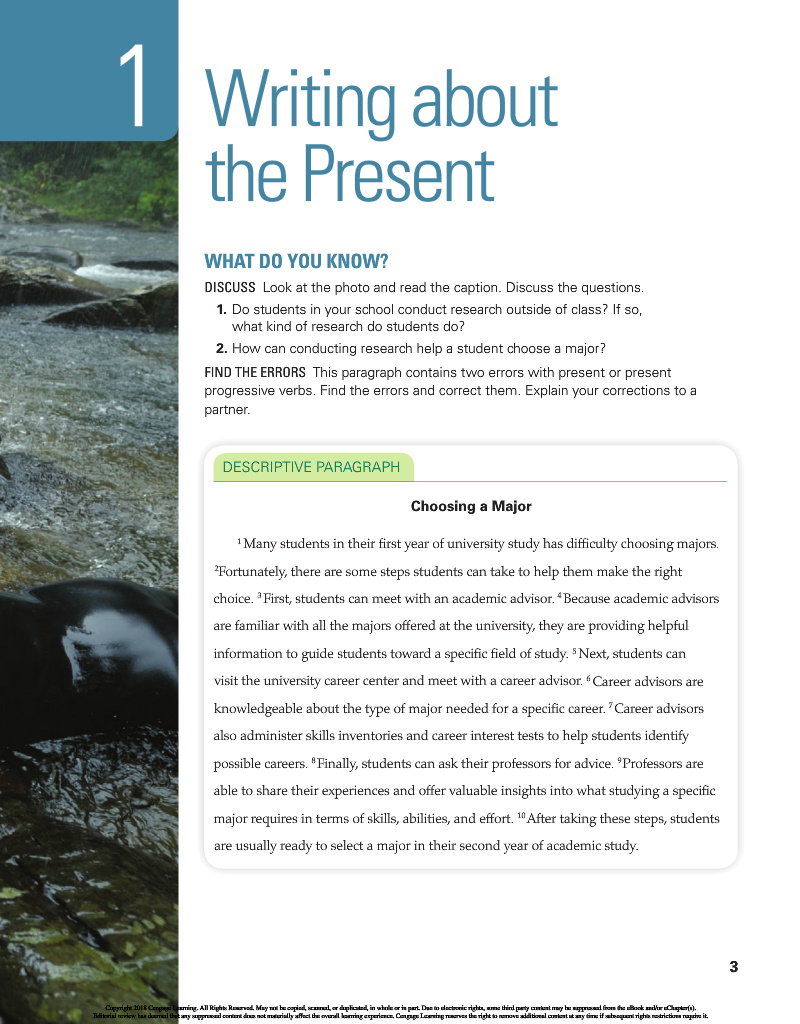 1
Writing about
the Present
WHAT DO YOU KNOW?
DISCUSS Look at the photo and read the caption. Discuss the questions.
1. Do students in your school conduct research outside of class? If so,
what kind of research do students do?
2. How can conducting research help a student choose a major?
FIND THE ERRORS This paragraph contains two errors with present or present
progressive verbs. Find the errors and correct them. Explain your corrections to a
partner.
DESCRIPTIVE PARAGRAPH
Choosing a Major
1 Many students in their first year of university study has difficulty choosing majors.
2Fortunately, there are some steps students can take to help them make the right
choice. 3 First, students can meet with an academic advisor. 4 Because academic advisors
are familiar with all the majors offered at the university, they are providing helpful
information to guide students toward a specific field of study. 5 Next, students can
visit the university career center and meet with a career advisor. 6 Career advisors are
knowledgeable about the type of major needed for a specific career. 7 Career advisors
also administer skills inventories and career interest tests to help students identify
possible careers. 8 Finally, students can ask their professors for advice. 9 Professors are
able to share their experiences and offer valuable insights into what studying a specific
major requires in terms of skills, abilities, and effort. 10 After taking these steps, students
are usually ready to select a major in their second year of academic study.
3
Copyright 2018 Cengage Learning. All Rights Reserved. May not be copied, scanned, or duplicated, in whole or in part. Due to electronic rights, some third party content may be suppressed from the eBook and/or eChapter(s).
Editorial review has deemed that any suppressed content does not materially affect the overall learning experience. Cengage Learning reserves the right to remove additional content at any time if subsequent rights restrictions require it.